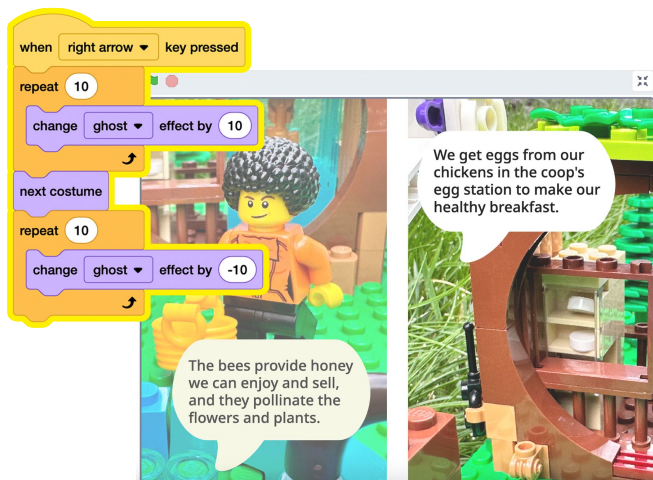 when right arrow key pressed
repeat 10
change ghost effect by 10
next costume
repeat 10
change ghost effect by -10
The bees provide honey
we can enjoy and sell,
and they pollinate the
flowers and plants.
We get eggs from our
chickens in the coop's
egg station to make our
healthy breakfast.